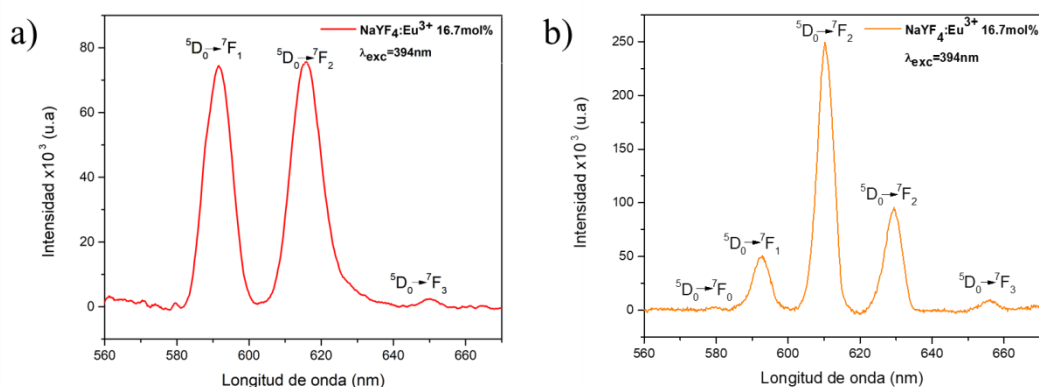 a)
NaYF₄:Eu³⁺ 16.7mol%
λexc=394nm
⁵D₀→⁷F₁
⁵D₀→⁷F₂
⁵D₀→⁷F₃
Intensidad x10⁻³ (u.a)
80
60
40
20
0
560 580 600 620 640 660
Longitud de onda (nm)
b)
NaYF₄:Eu³⁺ 16.7mol%
λexc=394nm
⁵D₀→⁷F₂
⁵D₀→⁷F₂
⁵D₀→⁷F₁
⁵D₀→⁷F₀
⁵D₀→⁷F₃
Intensidad x10⁻³ (u.a)
250
200
150
100
50
0
560 580 600 620 640 660
Longitud de onda (nm)